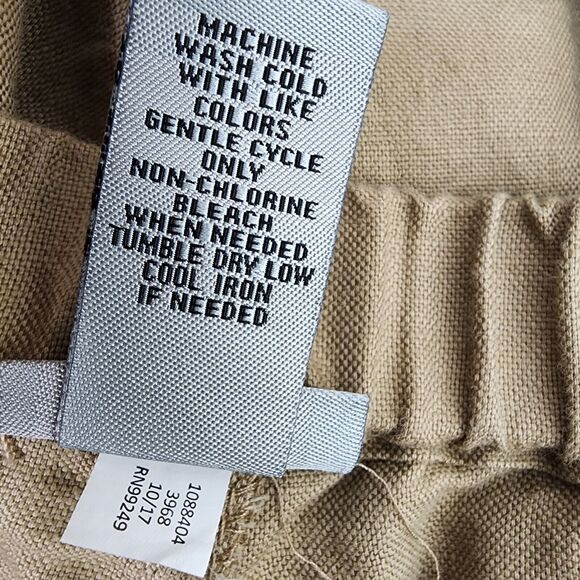 MACHINE
WASH COLD
WITH LIKE
COLORS
GENTLE CYCLE
ONLY
NON-CHLORINE
BLEACH
WHEN NEEDED
TUMBLE DRY LOW
COOL IRON
IF NEEDED
1088404
3968
10/17
RN99249